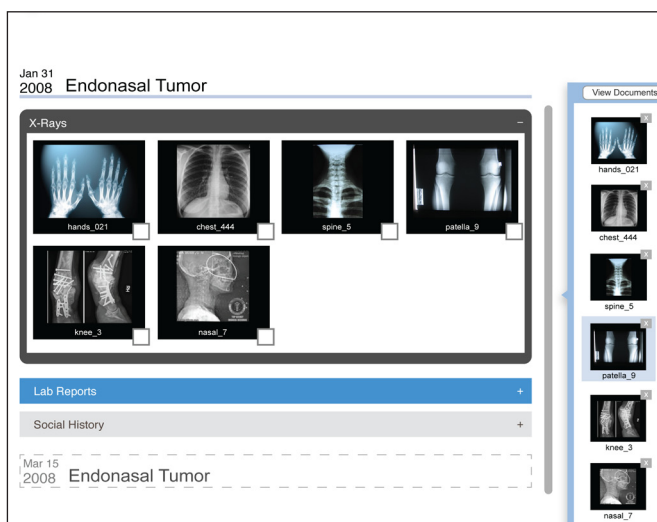 Jan 31
2008 Endonasal Tumor
X-Rays –
hands_021 chest_444 spine_5 patella_9
knee_3 nasal_7
Lab Reports +
Social History +
Mar 15
2008 Endonasal Tumor
View Documents
x
hands_021
x
chest_444
x
spine_5
x
patella_9
x
knee_3
x
nasal_7